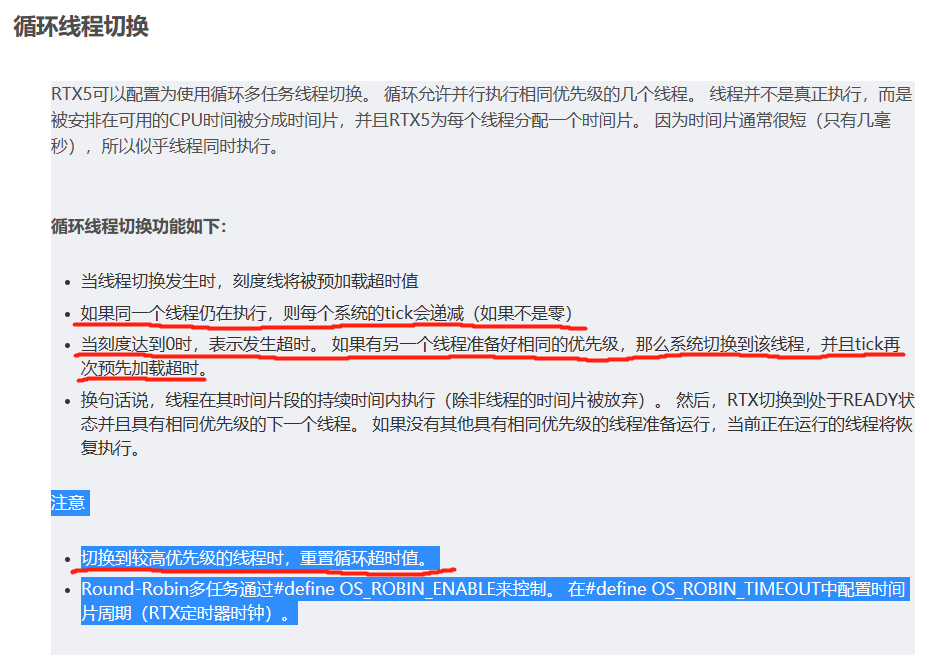 循环线程切换
RTX5可以配置为使用循环多任务线程切换。 循环允许并行执行相同优先级的几个线程。 线程并不是真正执行，而是
被安排在可用的CPU时间被分成时间片，并且RTX5为每个线程分配一个时间片。 因为时间片通常很短（只有几毫
秒），所以似乎线程同时执行。
循环线程切换功能如下：
• 当线程切换发生时，刻度线将被预加载超时值
• 如果同一个线程仍在执行，则每个系统的tick会递减（如果不是零）
• 当刻度达到0时，表示发生超时。 如果有另一个线程准备好相同的优先级，那么系统切换到该线程，并且tick再
次预先加载超时。
• 换句话说，线程在其时间片段的持续时间内执行（除非线程的时间片被放弃）。 然后，RTX切换到处于READY状
态并且具有相同优先级的下一个线程。 如果没有其他具有相同优先级的线程准备运行，当前正在运行的线程将恢
复执行。
注意
• 切换到较高优先级的线程时，重置循环超时值。
• Round-Robin多任务通过#define OS_ROBIN_ENABLE来控制。 在#define OS_ROBIN_TIMEOUT中配置时间
片周期（RTX定时器时钟）。